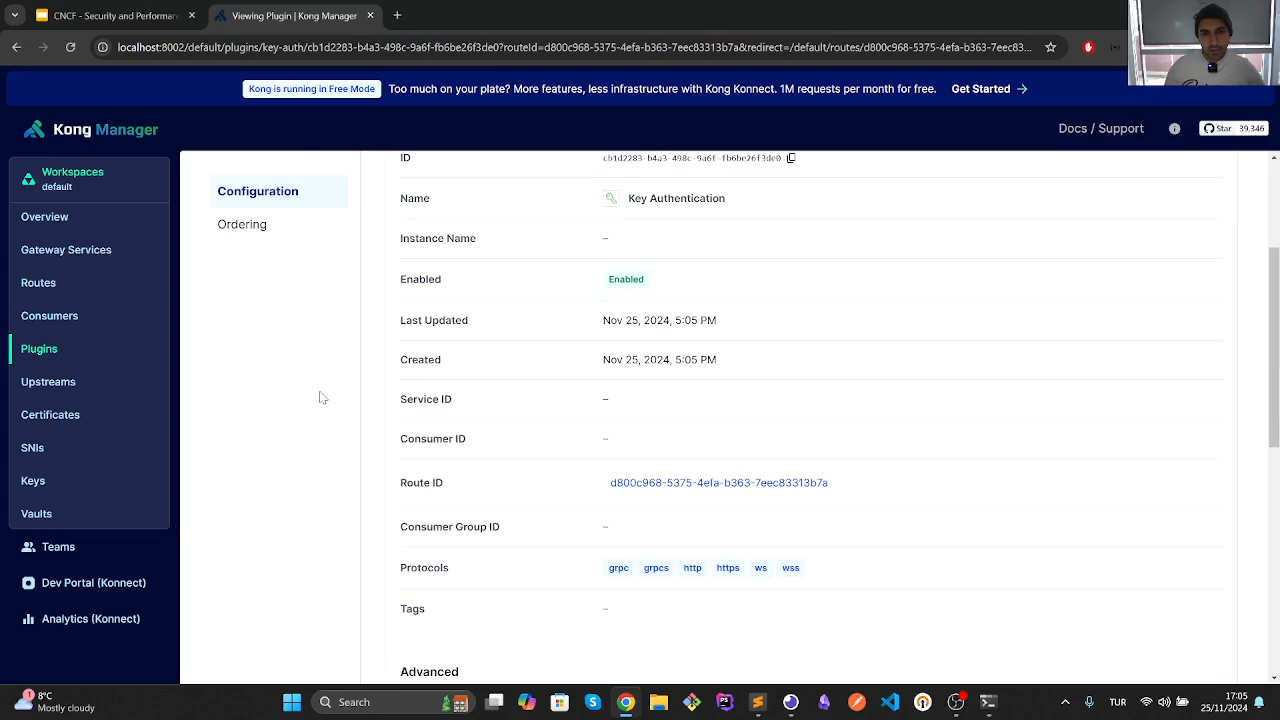 CNCF - Security and Performan
Viewing Plugin | Kong Manager
localhost:8002/default/plugins/key-auth/cb1d2283-b4a3-498c-9a6f-fb6be26f3de0?entityId=d800c968-5375-4efa-b363-7eec83313b7a&redirect=/default/routes/d800c968-5375-4efa-b363-7eec83...
Kong is running in Free Mode Too much on your plate? More features, less infrastructure with Kong Konnect. 1M requests per month for free. Get Started →
Kong Manager
Docs / Support
Star 39,346
Workspaces
default
Overview
Gateway Services
Routes
Consumers
Plugins
Upstreams
Certificates
SNIs
Keys
Vaults
Teams
Dev Portal (Konnect)
Analytics (Konnect)
Configuration
Ordering
ID cb1d2283-b4a3-498c-9a6f-fb6be26f3de0
Name Key Authentication
Instance Name –
Enabled Enabled
Last Updated Nov 25, 2024, 5:05 PM
Created Nov 25, 2024, 5:05 PM
Service ID –
Consumer ID –
Route ID d800c968-5375-4efa-b363-7eec83313b7a
Consumer Group ID –
Protocols grpc grpcs http https ws wss
Tags –
Advanced
8°C
Mostly cloudy
Search
TUR
17:05
25/11/2024